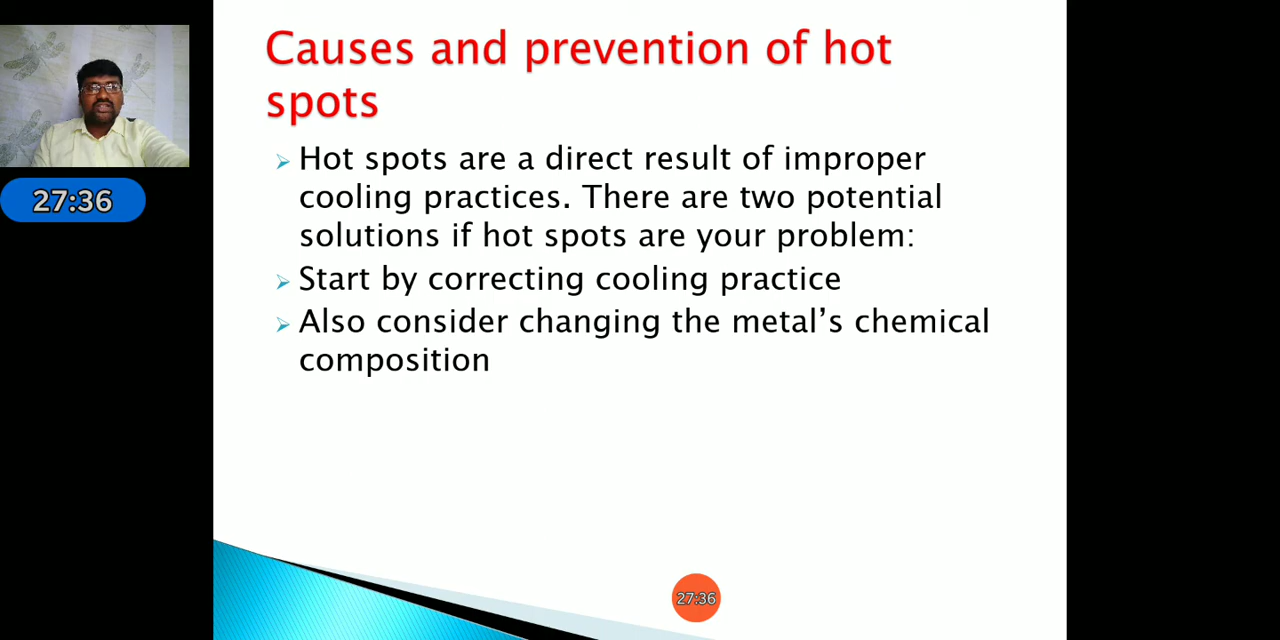 Causes and prevention of hot
spots
27:36
Hot spots are a direct result of improper
cooling practices. There are two potential
solutions if hot spots are your problem:
Start by correcting cooling practice
Also consider changing the metal’s chemical
composition
27:36